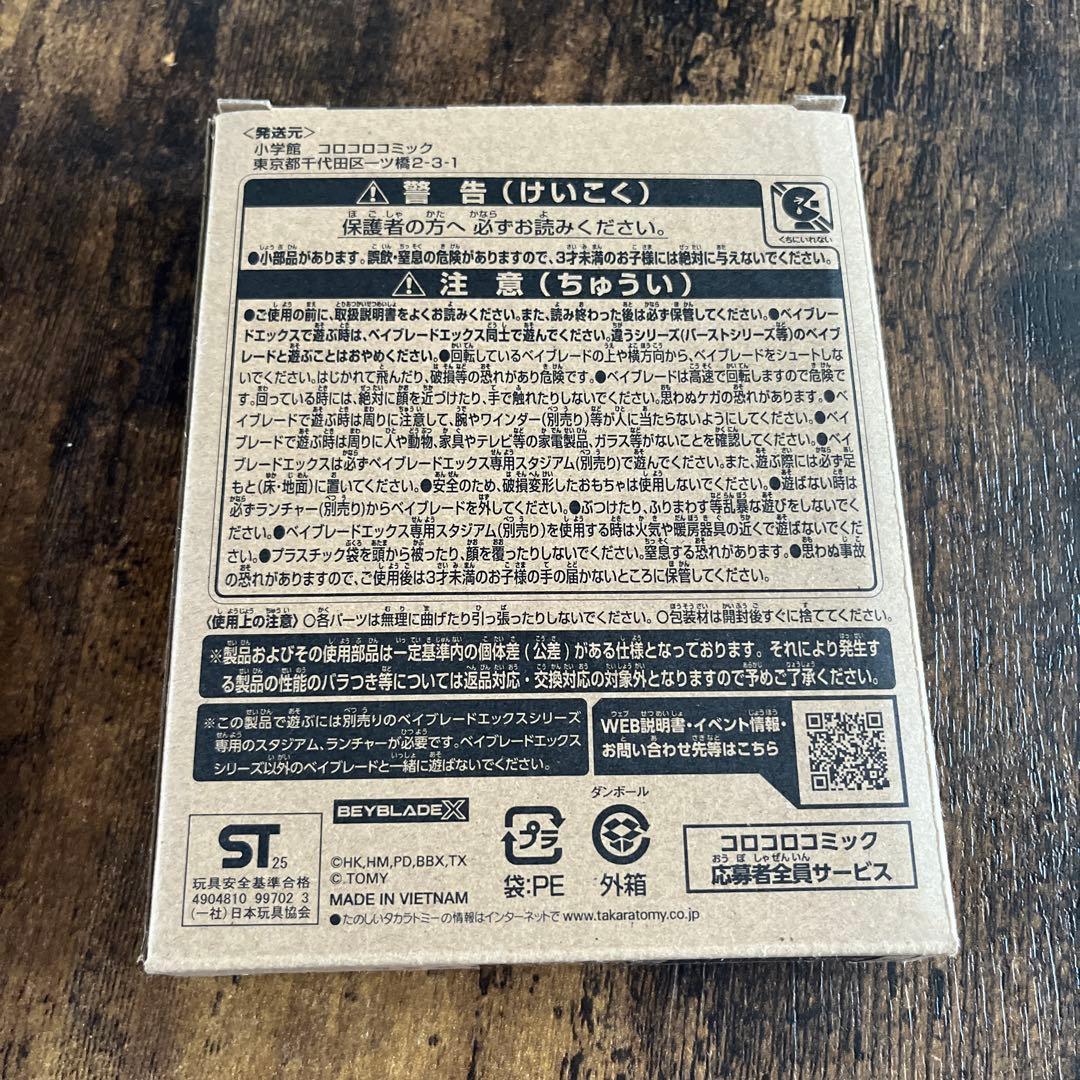 <発送元>
小学館 コロコロコミック
東京都千代田区一ツ橋2-3-1
警 告(けいこく)
くちにいれない
保護者の方へ 必ずお読みください。
●小部品があります。誤飲・窒息の危険がありますので、3才未満のお子様には絶対に与えないでください。
注 意(ちゅうい)
●ご使用の前に、取扱説明書をよくお読みください。また、読み終わった後は必ず保管してください。●ベイブレー
ドエックスで遊ぶ時は、ベイブレードエックス同士で遊んでください。違うシリーズ(バーストシリーズ等)のベイブ
レードと遊ぶことはおやめください。●回転しているベイブレードの上や横方向から、ベイブレードをシュートしな
いでください。はじかれて飛んだり、破損等の恐れがあり危険です。●ベイブレードは高速で回転しますので危険で
す。回っている時には、絶対に顔を近づけたり、手で触れたりしないでください。思わぬケガの恐れがあります。●ベ
イブレードで遊ぶ時は周りに注意して、腕やワインダー(別売り)等が人に当たらないようにしてください。●ベイブ
レードで遊ぶ時は周りに人や動物、家具やテレビ等の家電製品、ガラス等がないことを確認してください。●ベイ
ブレードエックスは必ずベイブレードエックス専用スタジアム(別売り)で遊んでください。また、遊ぶ際には必ず足
もと(床・地面)に置いてください。●安全のため、破損変形したおもちゃは使用しないでください。●遊ばない時は
必ずランチャー(別売り)からベイブレードを外してください。●ぶつけたり、ふりまわす等乱暴な遊びをしないでくだ
さい。●ベイブレードエックス専用スタジアム(別売り)を使用する時は火気や暖房器具の近くで遊ばないでくだ
さい。●プラスチック袋を頭から被ったり、顔を覆ったりしないでください。窒息する恐れがあります。●思わぬ事故
の恐れがありますので、ご使用後は3才未満のお子様の手の届かないところに保管してください。
〈使用上の注意〉○各パーツは無理に曲げたり引っ張ったりしないでください。○包装材は開封後すぐに捨ててください。
※製品およびその使用部品は一定基準内の個体差(公差)がある仕様となっております。それにより発生す
る製品の性能のバラつき等については返品対応・交換対応の対象外となりますので予めご了承ください。
※この製品で遊ぶには別売りのベイブレードエックスシリーズ
専用のスタジアム、ランチャーが必要です。ベイブレードエックス
シリーズ以外のベイブレードと一緒に遊ばないでください。
WEB説明書・イベント情報・
お問い合わせ先等はこちら
ST 25
玩具安全基準合格
4904810 99702 3
(一社)日本玩具協会
BEYBLADE X
©HK,HM,PD,BBX,TX
©TOMY
MADE IN VIETNAM
●たのしいタカラトミーの情報はインターネットで www.takaratomy.co.jp
プラ
袋:PE
ダンボール
外箱
コロコロコミック
応募者全員サービス